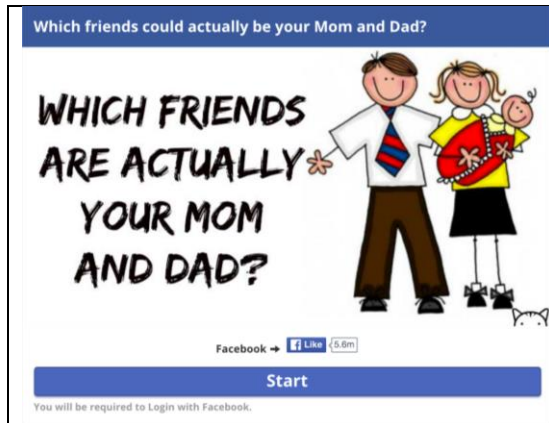 Which friends could actually be your Mom and Dad?
WHICH FRIENDS
ARE ACTUALLY
YOUR MOM
AND DAD?
Facebook → Like 5.6m
Start
You will be required to Login with Facebook.